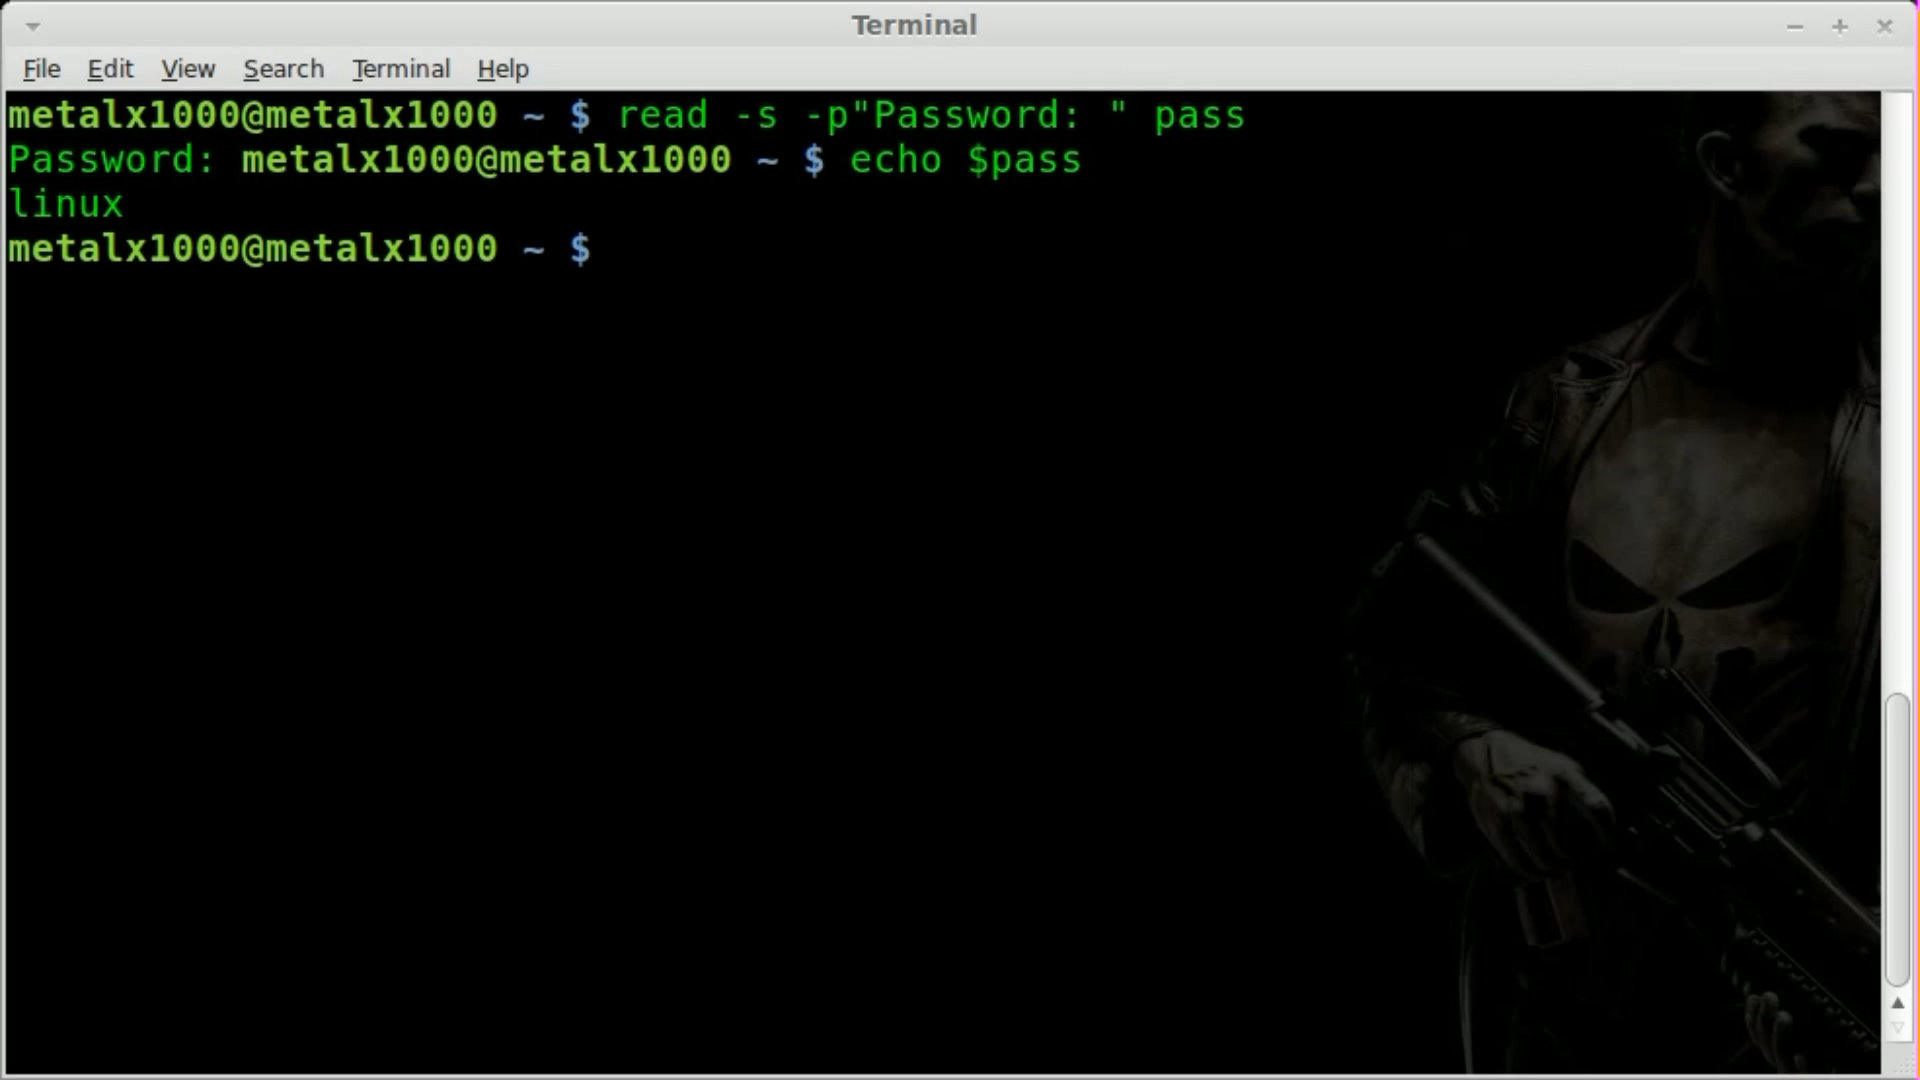 Terminal
File Edit View Search Terminal Help
metalx1000@metalx1000 ~ $ read -s -p"Password: " pass
Password: metalx1000@metalx1000 ~ $ echo $pass
linux
metalx1000@metalx1000 ~ $